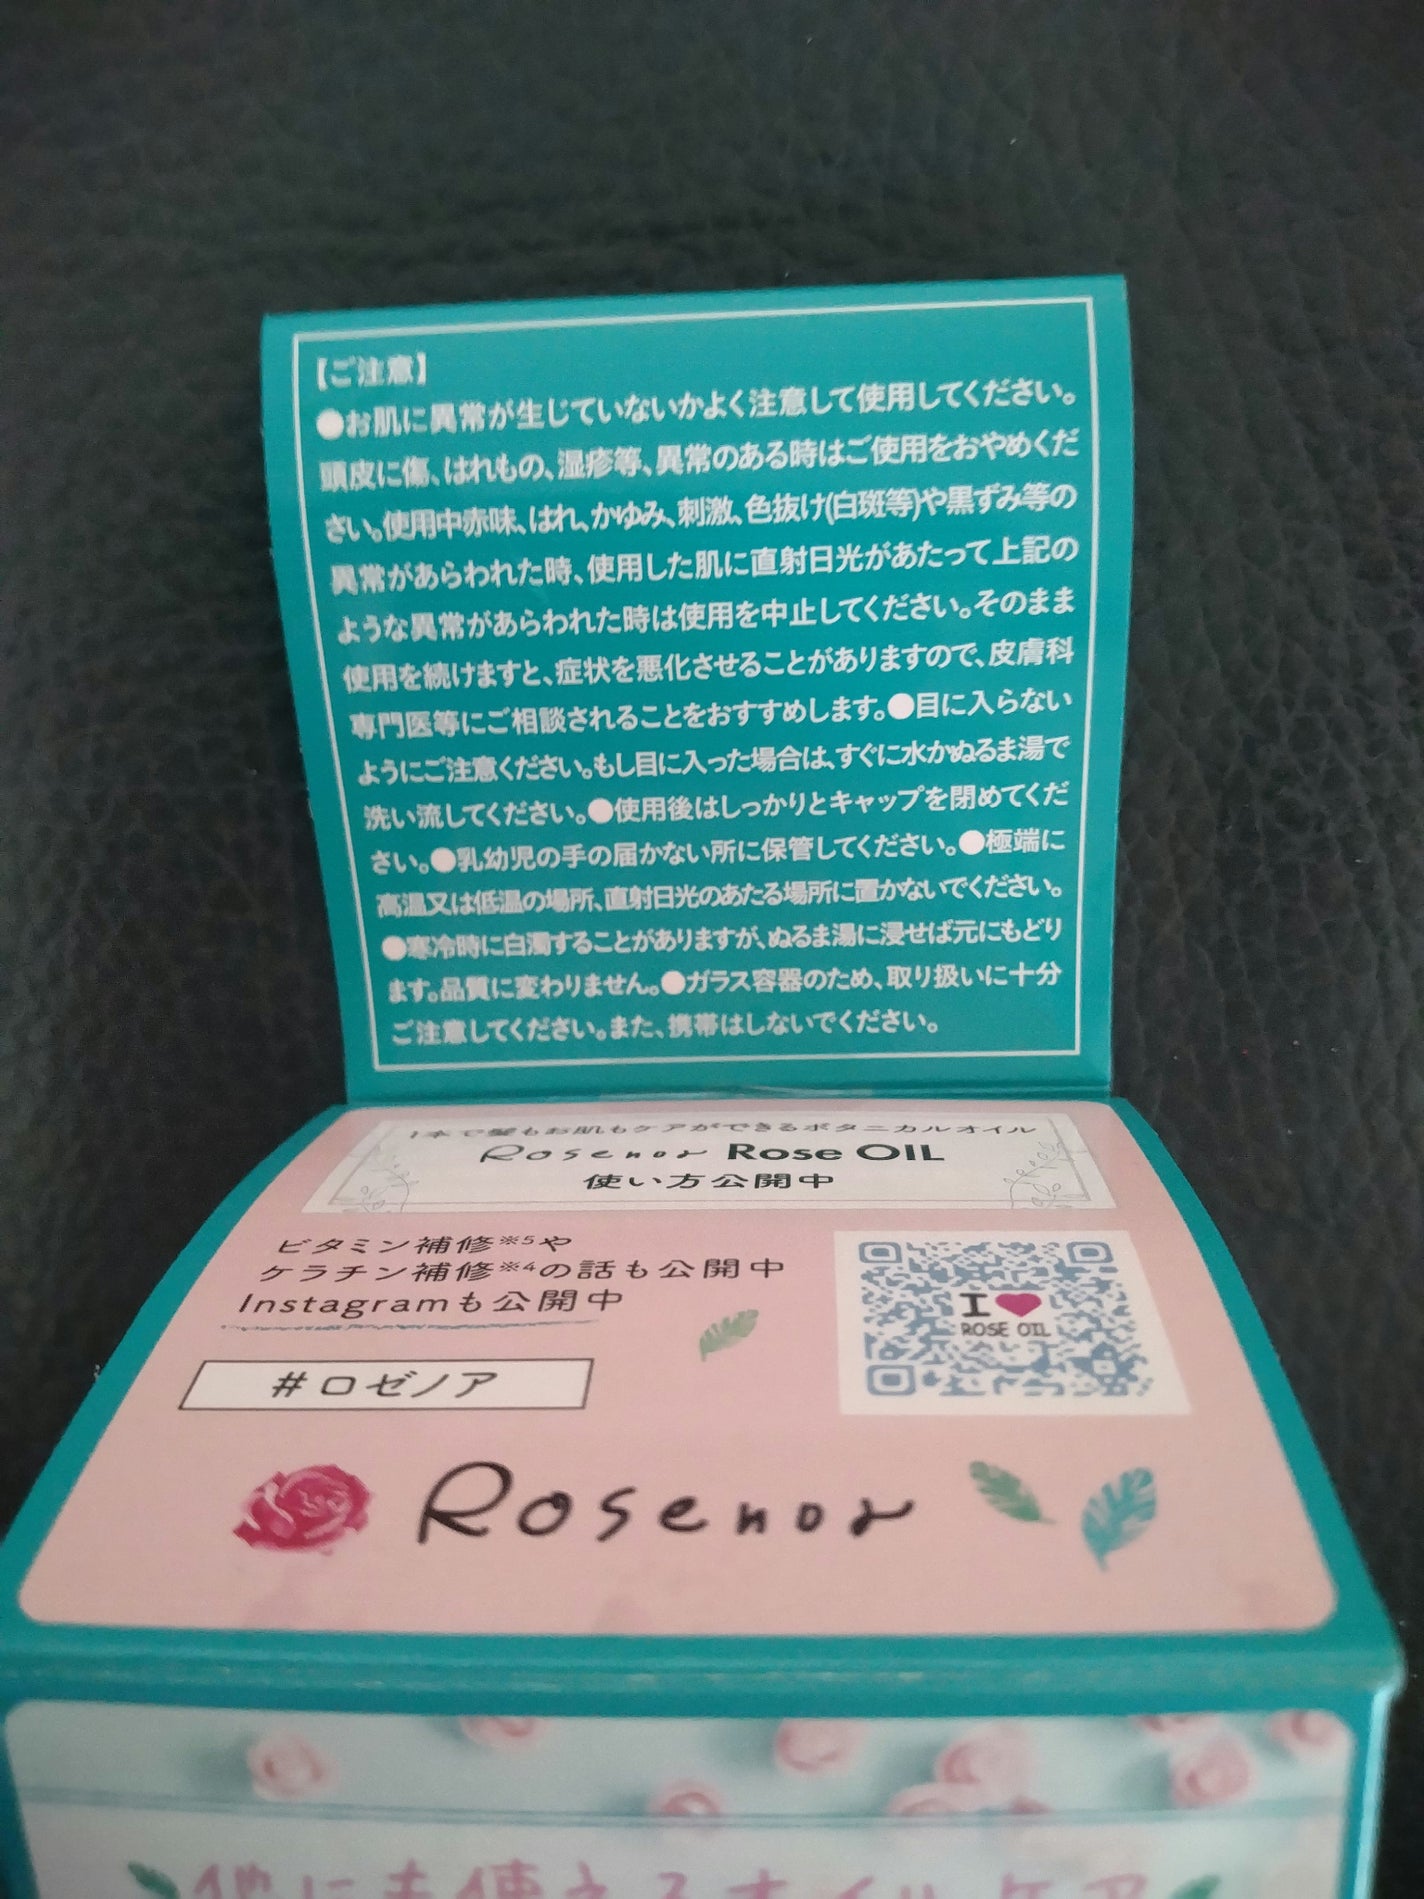 【ご注意】
●お肌に異常が生じていないかよく注意して使用してください。
頭皮に傷、はれもの、湿疹等、異常のある時はご使用をおやめくだ
さい。使用中赤味、はれ、かゆみ、刺激、色抜け(白斑等)や黒ずみ等の
異常があらわれた時、使用した肌に直射日光があたって上記の
ような異常があらわれた時は使用を中止してください。そのまま
使用を続けますと、症状を悪化させることがありますので、皮膚科
専門医等にご相談されることをおすすめします。●目に入らない
ようにご注意ください。もし目に入った場合は、すぐに水かぬるま湯で
洗い流してください。●使用後はしっかりとキャップを閉めてくだ
さい。●乳幼児の手の届かない所に保管してください。●極端に
高温又は低温の場所、直射日光のあたる場所に置かないでください。
●寒冷時に白濁することがありますが、ぬるま湯に浸せば元にもどり
ます。品質に変わりません。●ガラス容器のため、取り扱いに十分
ご注意してください。また、携帯はしないでください。
1本で髪もお肌もケアができるボタニカルオイル
Rosenoa Rose OIL
使い方公開中
ビタミン補修※5や
ケラチン補修※4の話も公開中
Instagramも公開中
#ロゼノア
I
ROSE OIL
Rosenoa
他にも使えるオイルケア